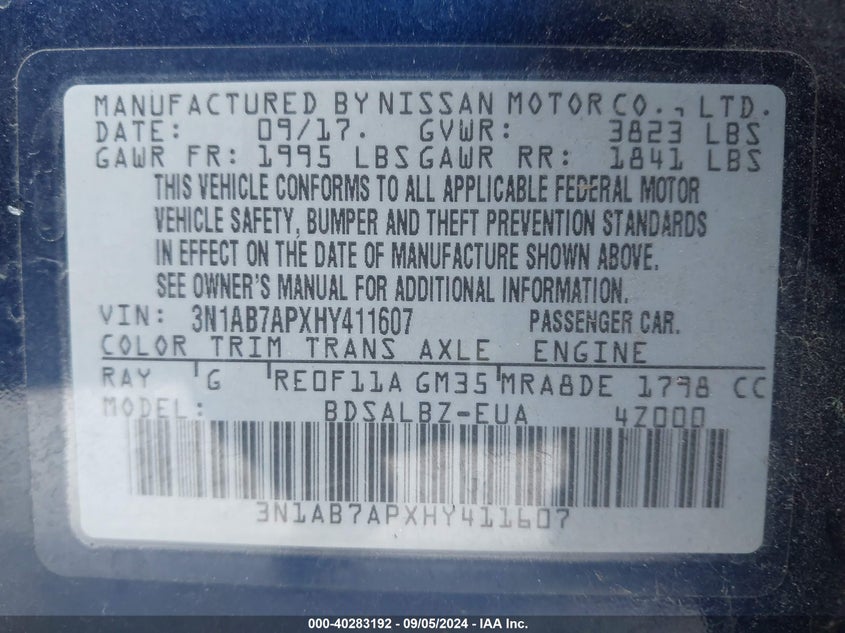 MANUFACTURED BY NISSAN MOTOR CO., LTD.
DATE: 09/17. GVWR: 3823 LBS
GAWR FR: 1995 LBS GAWR RR: 1841 LBS
THIS VEHICLE CONFORMS TO ALL APPLICABLE FEDERAL MOTOR
VEHICLE SAFETY, BUMPER AND THEFT PREVENTION STANDARDS
IN EFFECT ON THE DATE OF MANUFACTURE SHOWN ABOVE.
SEE OWNER'S MANUAL FOR ADDITIONAL INFORMATION.
VIN: 3N1AB7APXHY411607 PASSENGER CAR.
COLOR TRIM TRANS AXLE ENGINE
RAY G RE0F11A GM35 MRA8DE 1798 CC
MODEL: BDSALBZ-EUA 4Z000
3N1AB7APXHY411607
000-40283192 - 09/05/2024 - IAA Inc.